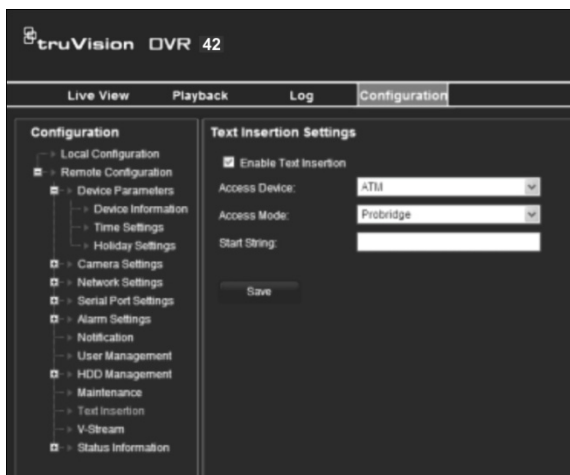 truVision DVR 42
Live View Playback Log Configuration
Configuration
Local Configuration
Remote Configuration
Device Parameters
Device Information
Time Settings
Holiday Settings
Camera Settings
Network Settings
Serial Port Settings
Alarm Settings
Notification
User Management
HDD Management
Maintenance
Text Insertion
V-Stream
Status Information
Text Insertion Settings
Enable Text Insertion
Access Device: ATM
Access Mode: Probridge
Start String:
Save